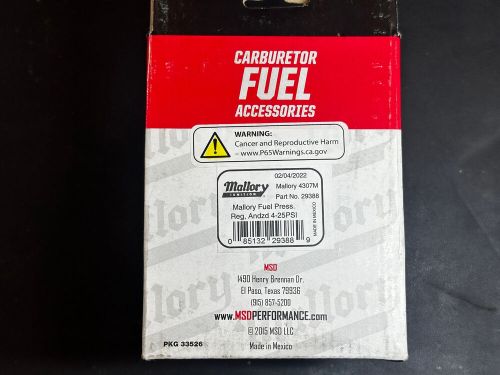 CARBURETOR
FUEL
ACCESSORIES
WARNING:
Cancer and Reproductive Harm
– www.P65Warnings.ca.gov
02/04/2022
Mallory IGNITION
Mallory 4307M
Part No. 29388
Mallory Fuel Press.
Reg, Andzd 4-25PSI
MADE IN MEXICO
0 85132 29388 9
MSD
1490 Henry Brennan Dr.
El Paso, Texas 79936
(915) 857-5200
www.MSDPERFORMANCE.com
© 2015 MSD LLC
Made in Mexico
PKG 33526
Mallory